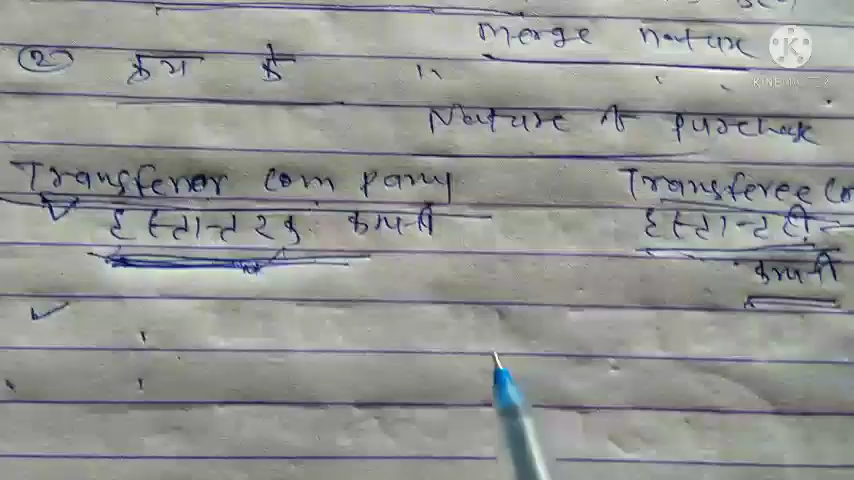 Merge nature
② क्रय के "
Nature of purchase
Transferor company Transferee Co
हस्तान्तरक कम्पनी हस्तान्तरी
कम्पनी
KINEMASTER